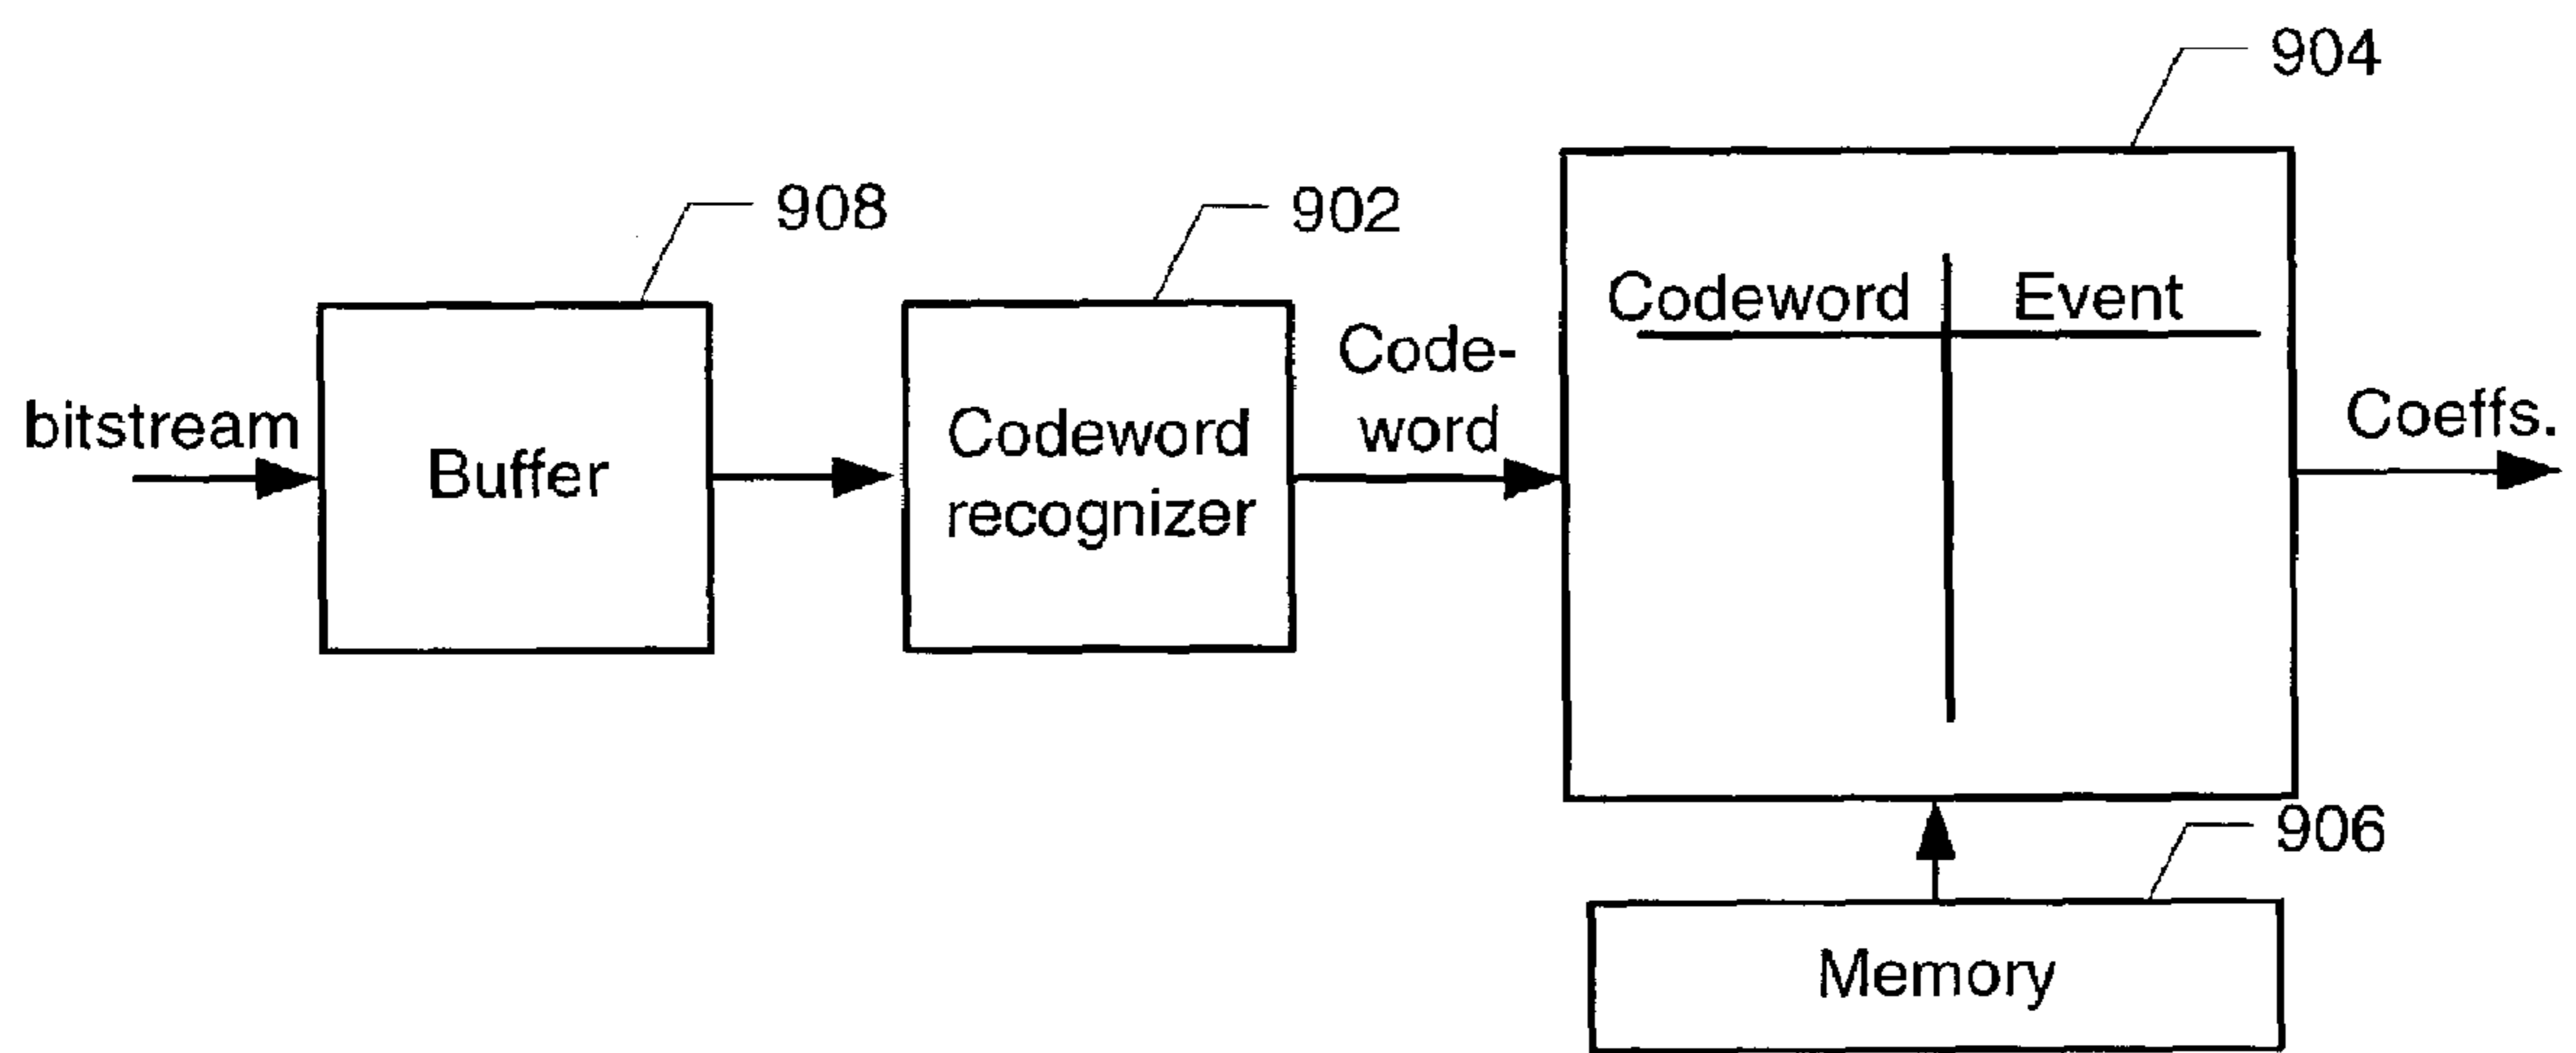 904
908
902
Codeword Event
Code-
word
bitstream
Buffer
Codeword
recognizer
Coeffs.
906
Memory